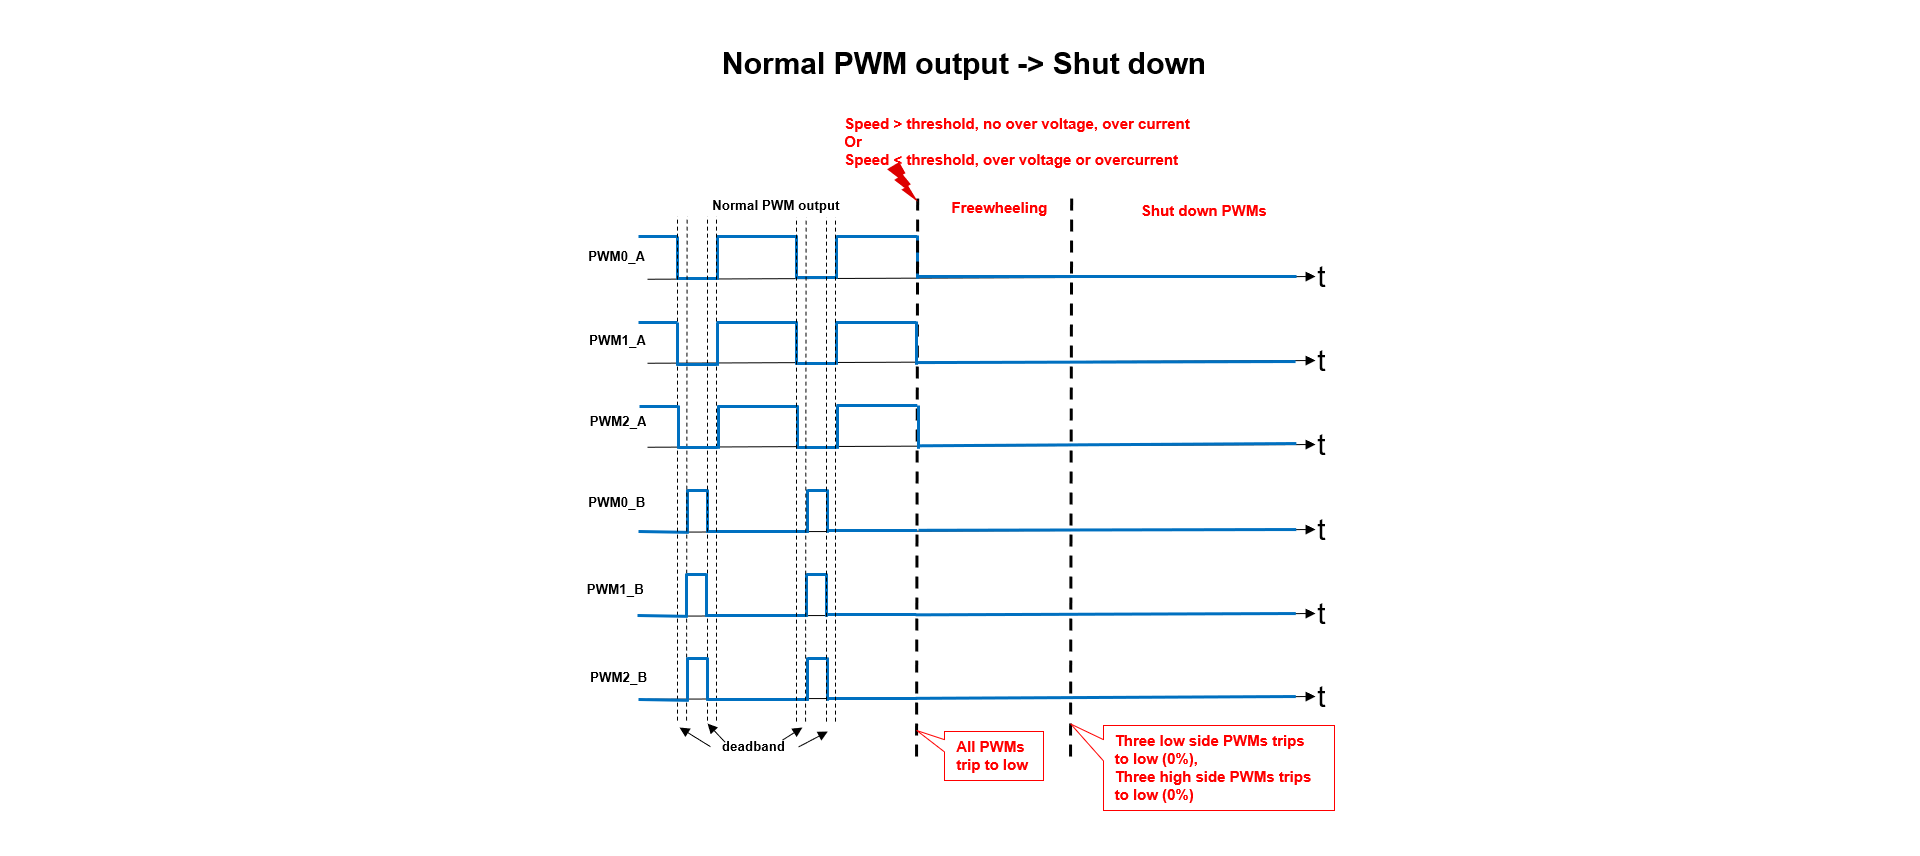 Normal PWM output -> Shut down
Speed > threshold, no over voltage, over current
Or
Speed < threshold, over voltage or overcurrent
Normal PWM output
Freewheeling
Shut down PWMs
PWM0_A
t
PWM1_A
t
PWM2_A
t
PWM0_B
t
PWM1_B
t
PWM2_B
t
deadband
All PWMs
trip to low
Three low side PWMs trips
to low (0%),
Three high side PWMs trips
to low (0%)